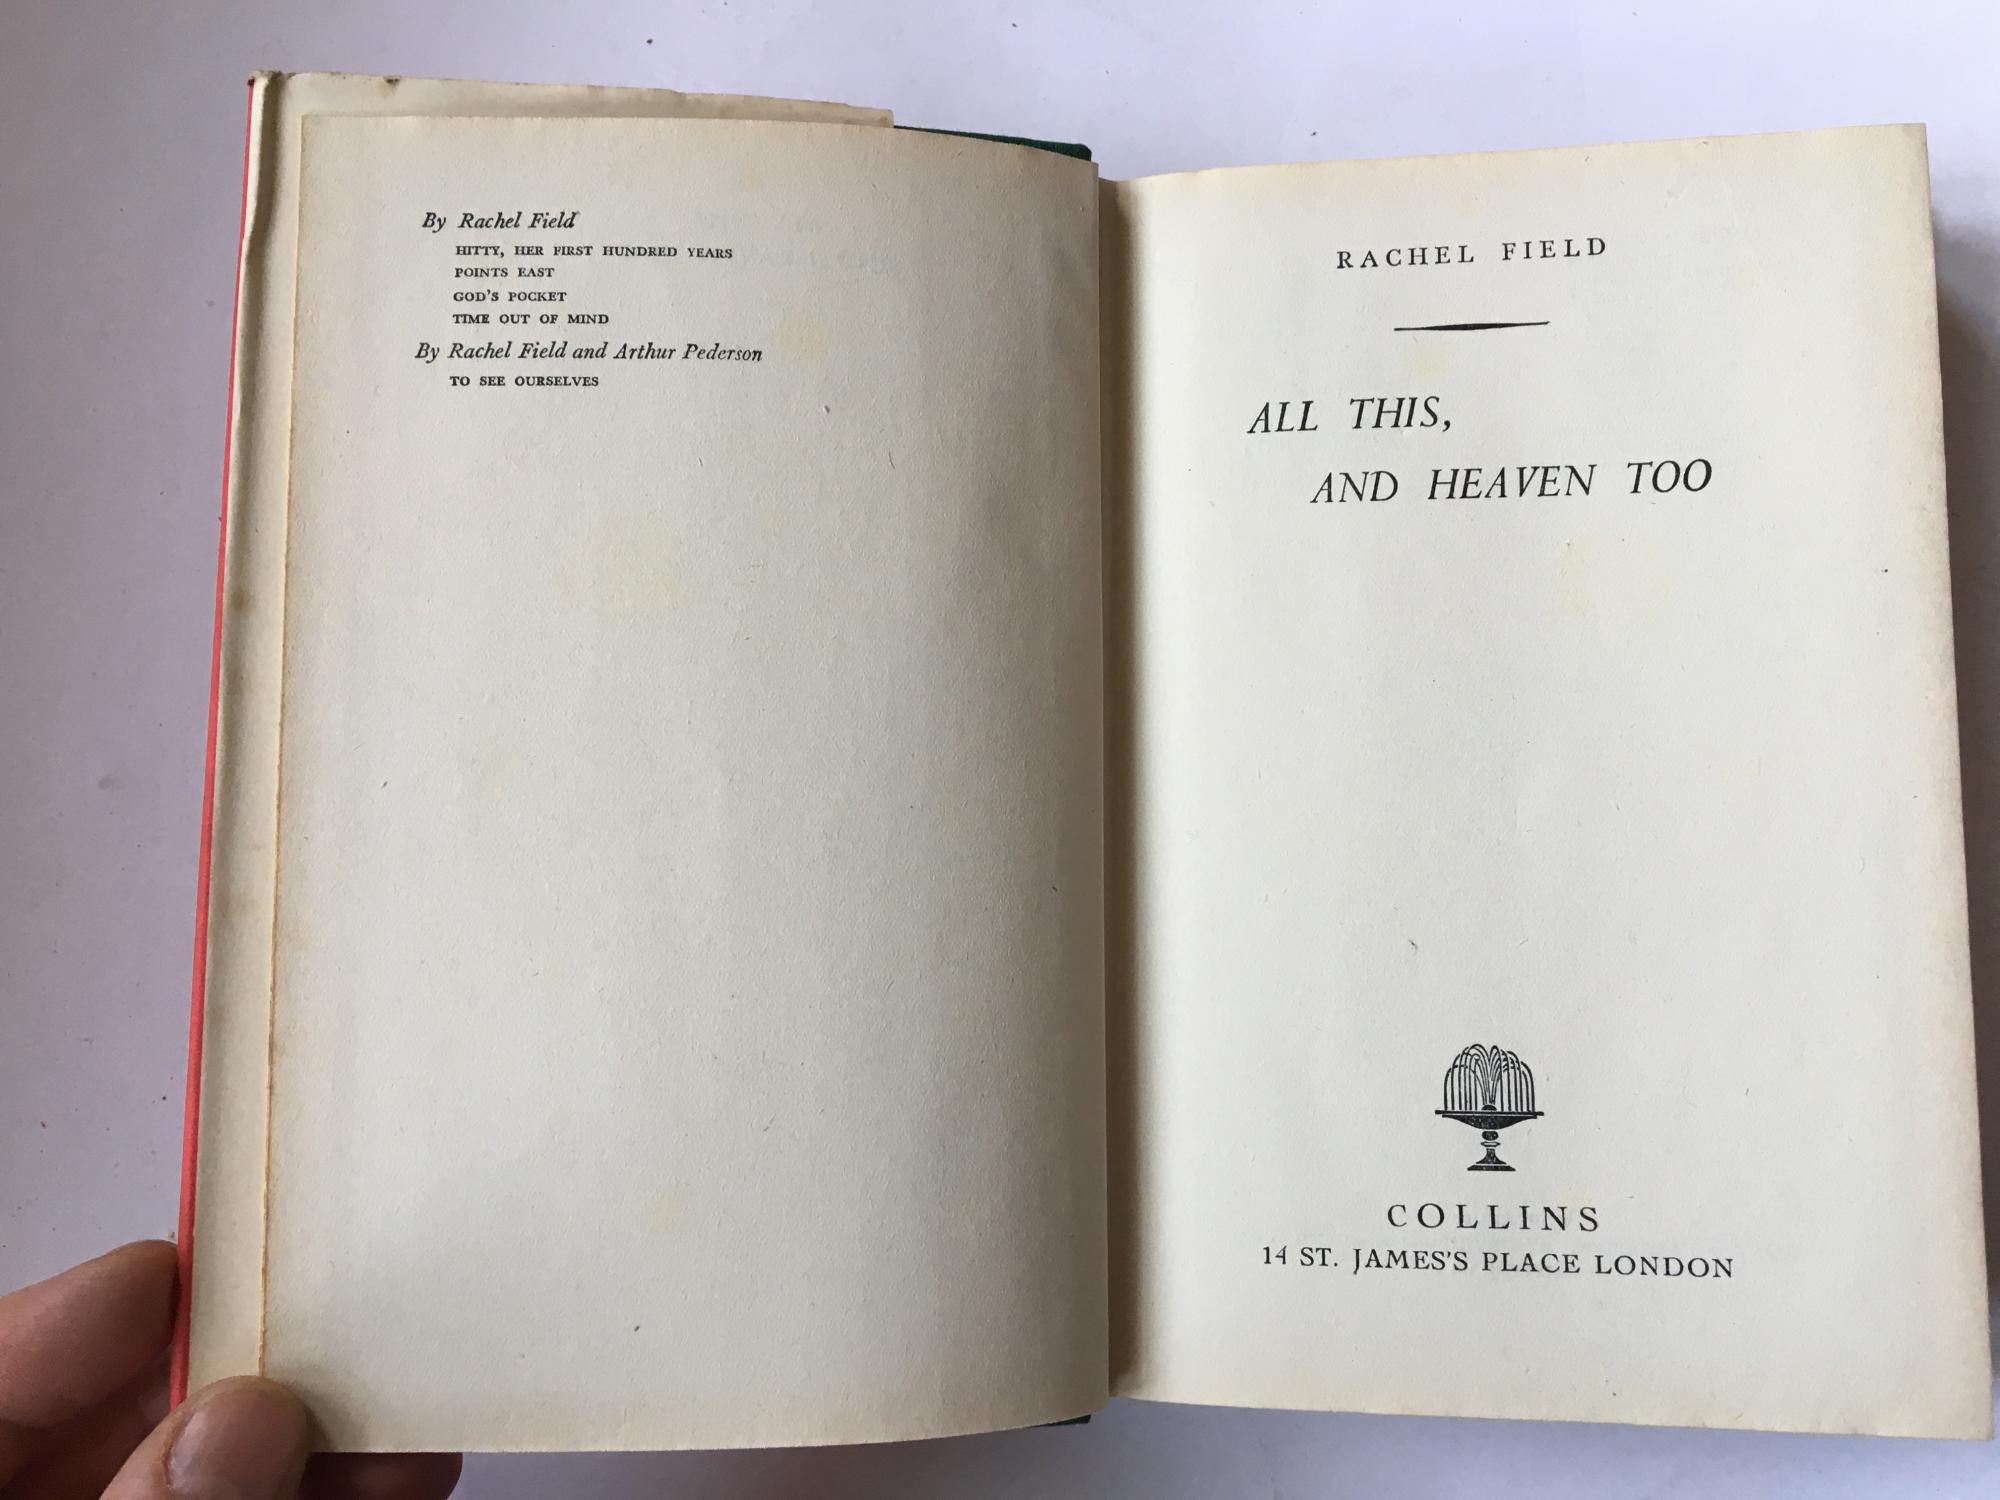 By Rachel Field
HITTY, HER FIRST HUNDRED YEARS
POINTS EAST
GOD'S POCKET
TIME OUT OF MIND
By Rachel Field and Arthur Pederson
TO SEE OURSELVES
RACHEL FIELD
ALL THIS,
AND HEAVEN TOO
COLLINS
14 ST. JAMES'S PLACE LONDON